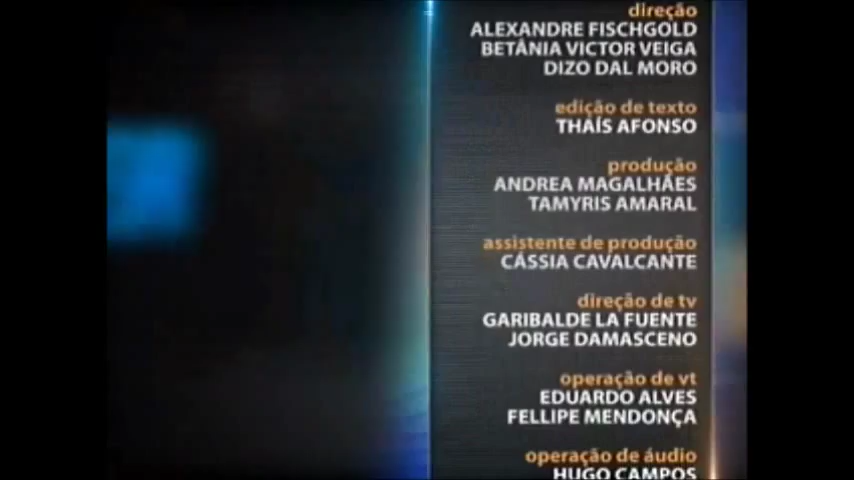 direção
ALEXANDRE FISCHGOLD
BETÂNIA VICTOR VEIGA
DIZO DAL MORO
edição de texto
THAÍS AFONSO
produção
ANDREA MAGALHÃES
TAMYRIS AMARAL
assistente de produção
CÁSSIA CAVALCANTE
direção de tv
GARIBALDE LA FUENTE
JORGE DAMASCENO
operação de vt
EDUARDO ALVES
FELLIPE MENDONÇA
operação de áudio
HUGO CAMPOS